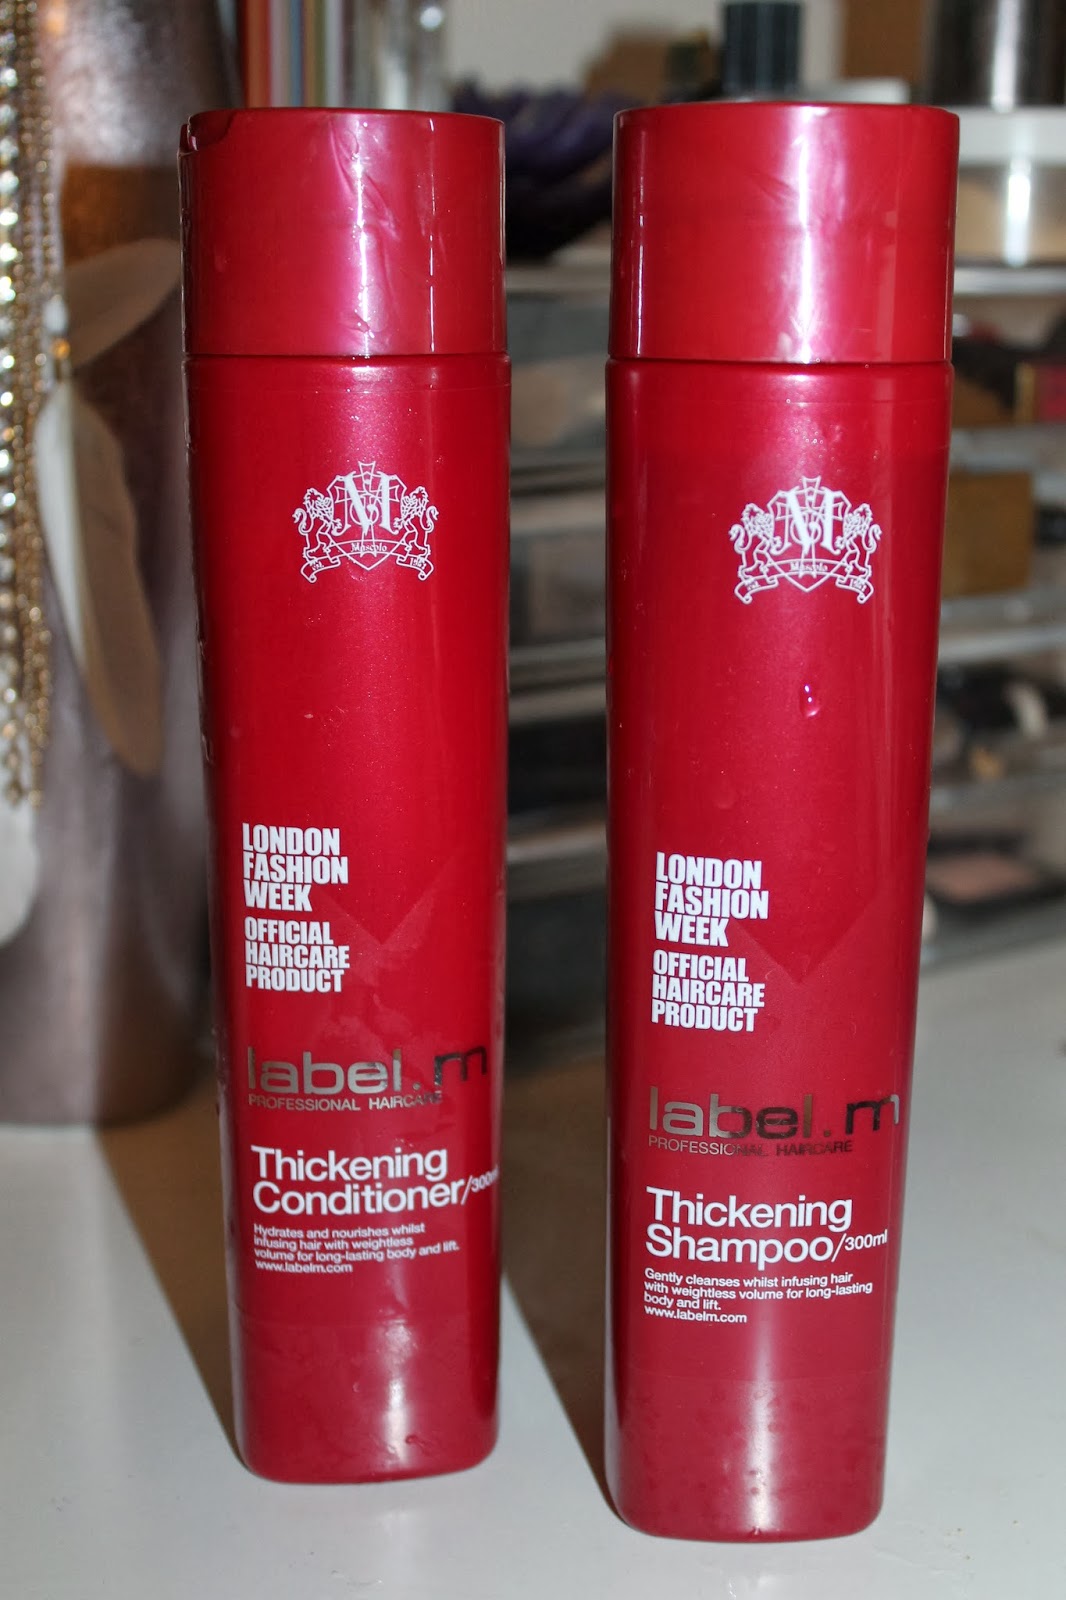 Mascolo
LONDON
FASHION
WEEK
OFFICIAL
HAIRCARE
PRODUCT
label.m
PROFESSIONAL HAIRCARE
Thickening
Conditioner/300ml
Hydrates and nourishes whilst
infusing hair with weightless
volume for long-lasting body and lift.
www.labelm.com
Mascolo
LONDON
FASHION
WEEK
OFFICIAL
HAIRCARE
PRODUCT
label.m
PROFESSIONAL HAIRCARE
Thickening
Shampoo/300ml
Gently cleanses whilst infusing hair
with weightless volume for long-lasting
body and lift.
www.labelm.com